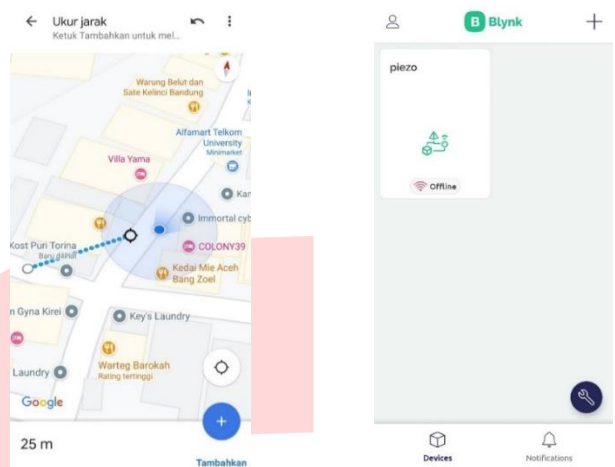 Ukur jarak
Ketuk Tambahkan untuk mel...
Warung Belut dan
Sate Kelinci Bandung
Alfamart Telkom
University
Minimarket
Villa Yama
Kar
Immortal cyb
COLONY39
Kost Puri Torina
Baru dilihat
Kedai Mie Aceh
Bang Zoel
n Gyna Kirei
Key's Laundry
Warteg Barokah
Rating tertinggi
Laundry
Google
25 m
Tambahkan
Blynk
piezo
Offline
Devices
Notifications